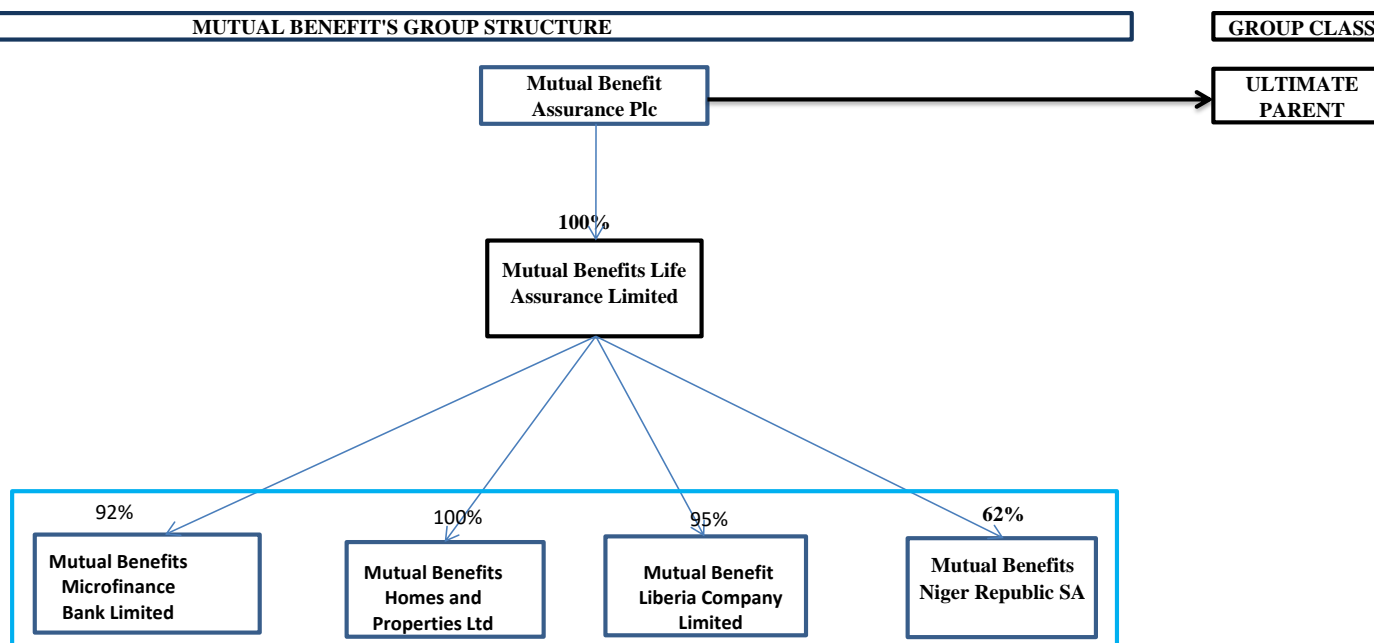 MUTUAL BENEFIT'S GROUP STRUCTURE
GROUP CLASS
Mutual Benefit
Assurance Plc
ULTIMATE
PARENT
100%
Mutual Benefits Life
Assurance Limited
92%
100%
95%
62%
Mutual Benefits
Microfinance
Bank Limited
Mutual Benefits
Homes and
Properties Ltd
Mutual Benefit
Liberia Company
Limited
Mutual Benefits
Niger Republic SA